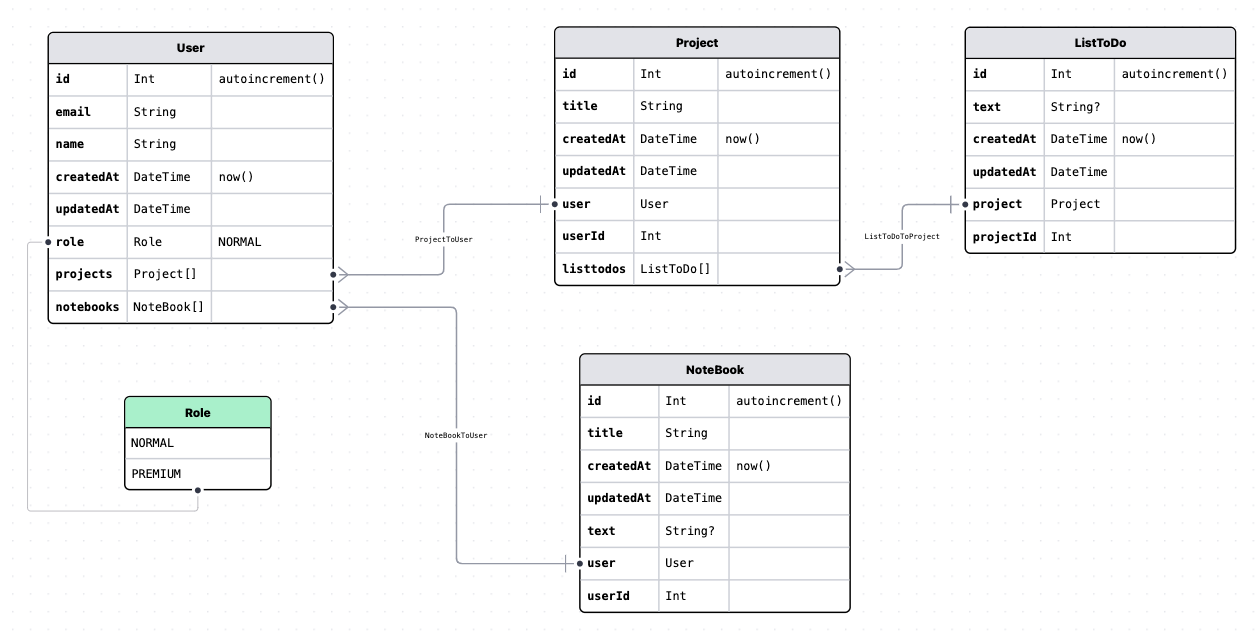 User
id Int autoincrement()
email String
name String
createdAt DateTime now()
updatedAt DateTime
role Role NORMAL
projects Project[]
notebooks NoteBook[]
ProjectToUser
Project
id Int autoincrement()
title String
createdAt DateTime now()
updatedAt DateTime
user User
userId Int
listtodos ListToDo[]
ListToDoToProject
ListToDo
id Int autoincrement()
text String?
createdAt DateTime now()
updatedAt DateTime
project Project
projectId Int
Role
NORMAL
PREMIUM
NoteBookToUser
NoteBook
id Int autoincrement()
title String
createdAt DateTime now()
updatedAt DateTime
text String?
user User
userId Int